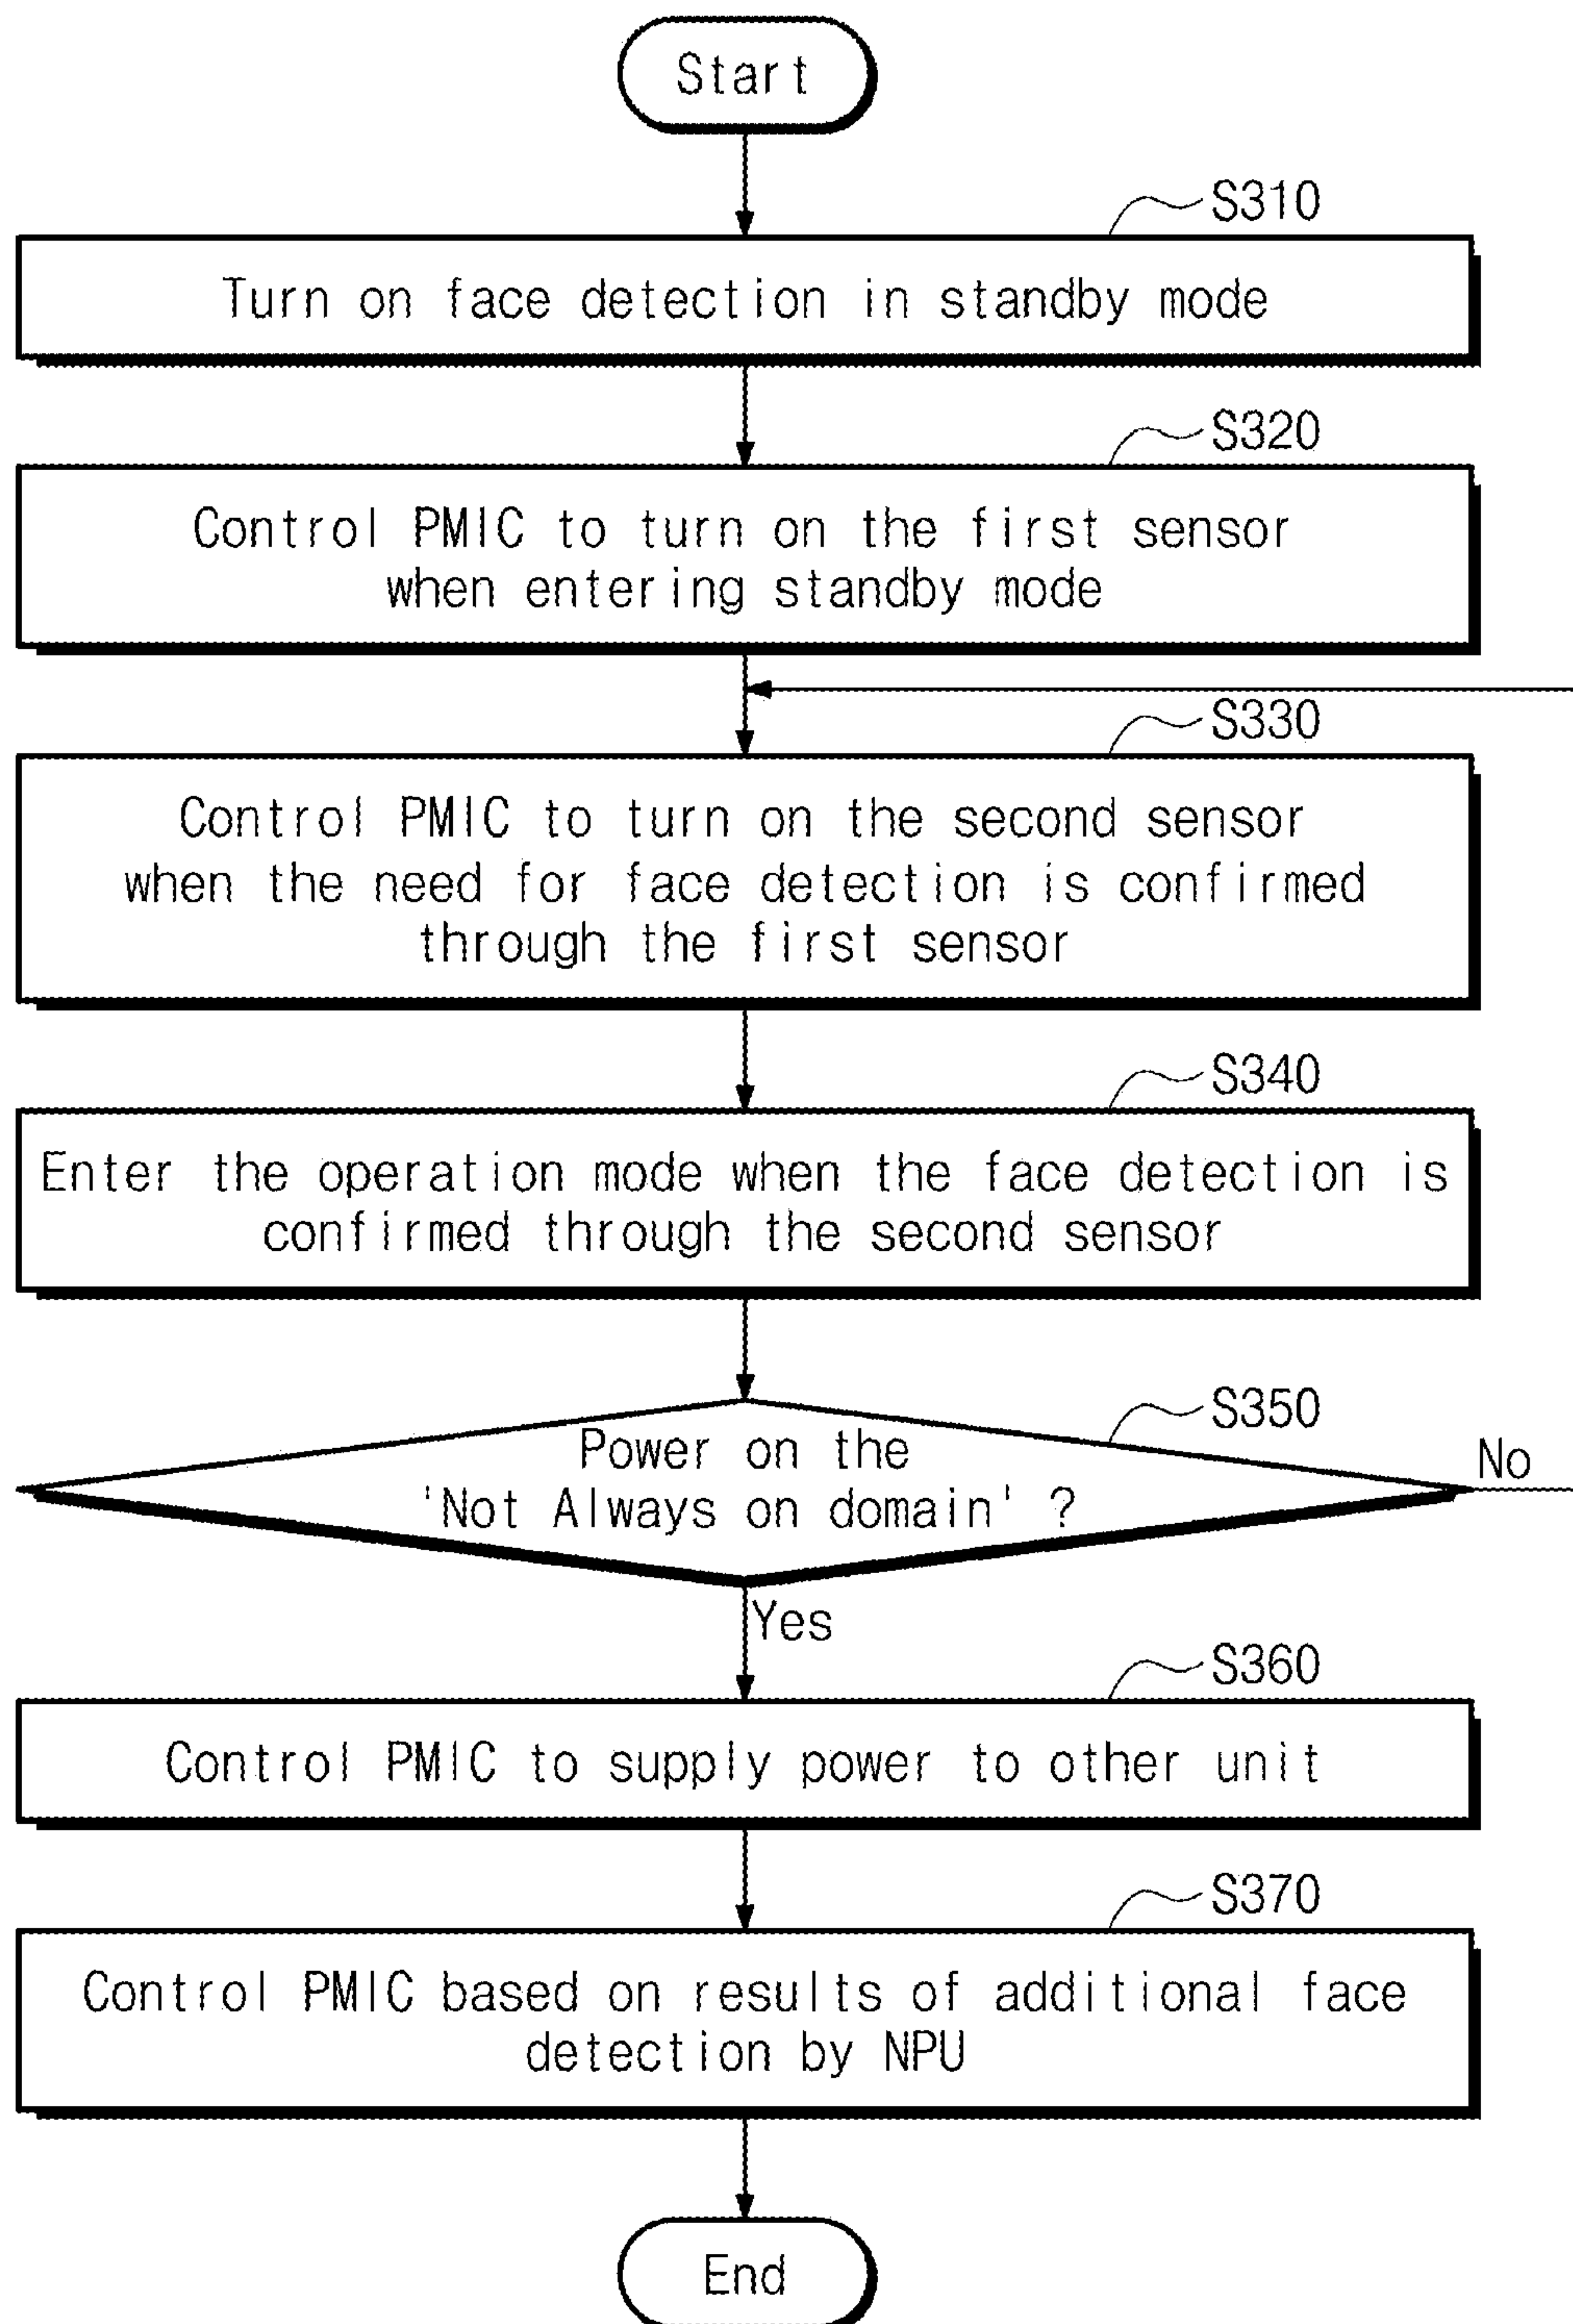 Start
S310
Turn on face detection in standby mode
S320
Control PMIC to turn on the first sensor
when entering standby mode
S330
Control PMIC to turn on the second sensor
when the need for face detection is confirmed
through the first sensor
S340
Enter the operation mode when the face detection is
confirmed through the second sensor
S350
Power on the
'Not Always on domain' ?
No
Yes
S360
Control PMIC to supply power to other unit
S370
Control PMIC based on results of additional face
detection by NPU
End